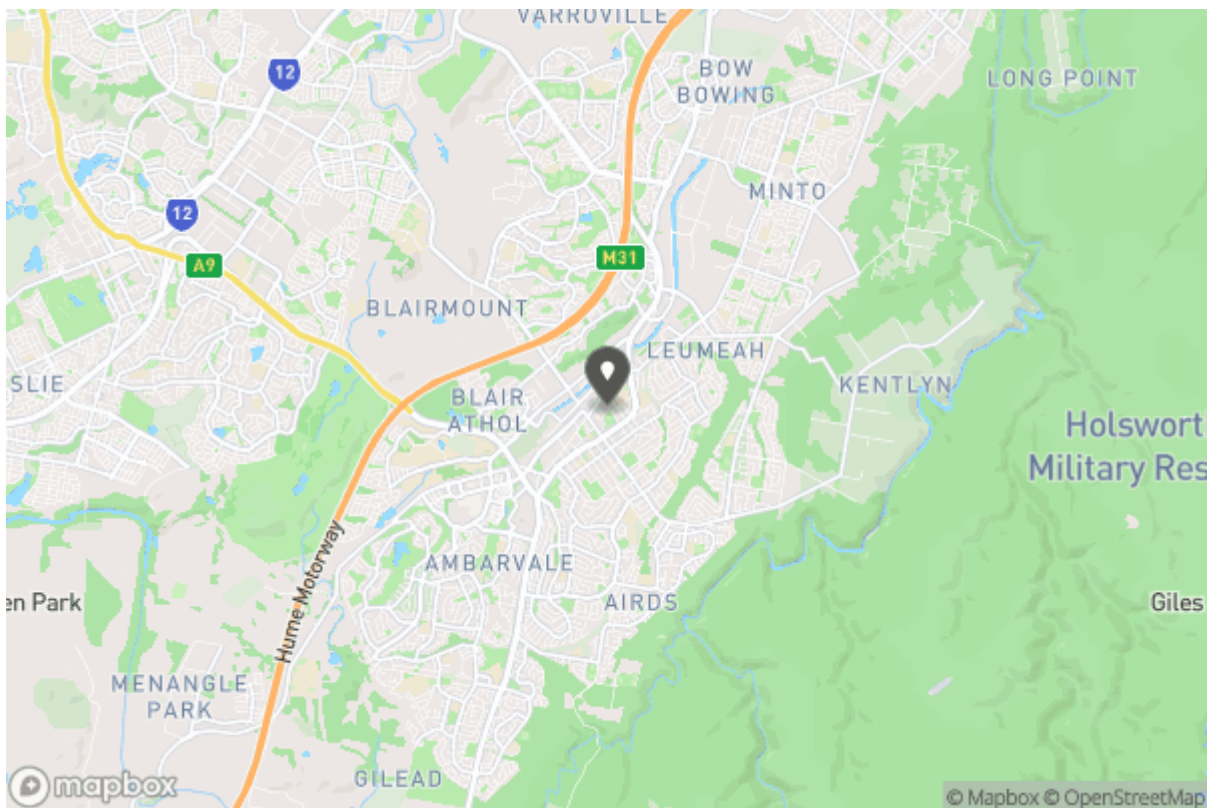 VARROVILLE
12
BOW
BOWING
LONG POINT
MINTO
12
M31
A9
BLAIRMOUNT
LEUMEAH
SLIE
KENTLYN
BLAIR
ATHOL
Holswort
Military Res
Hume Motorway
AMBARVALE
en Park
AIRDS
Giles
MENANGLE
PARK
GILEAD
mapbox
© Mapbox © OpenStreetMap